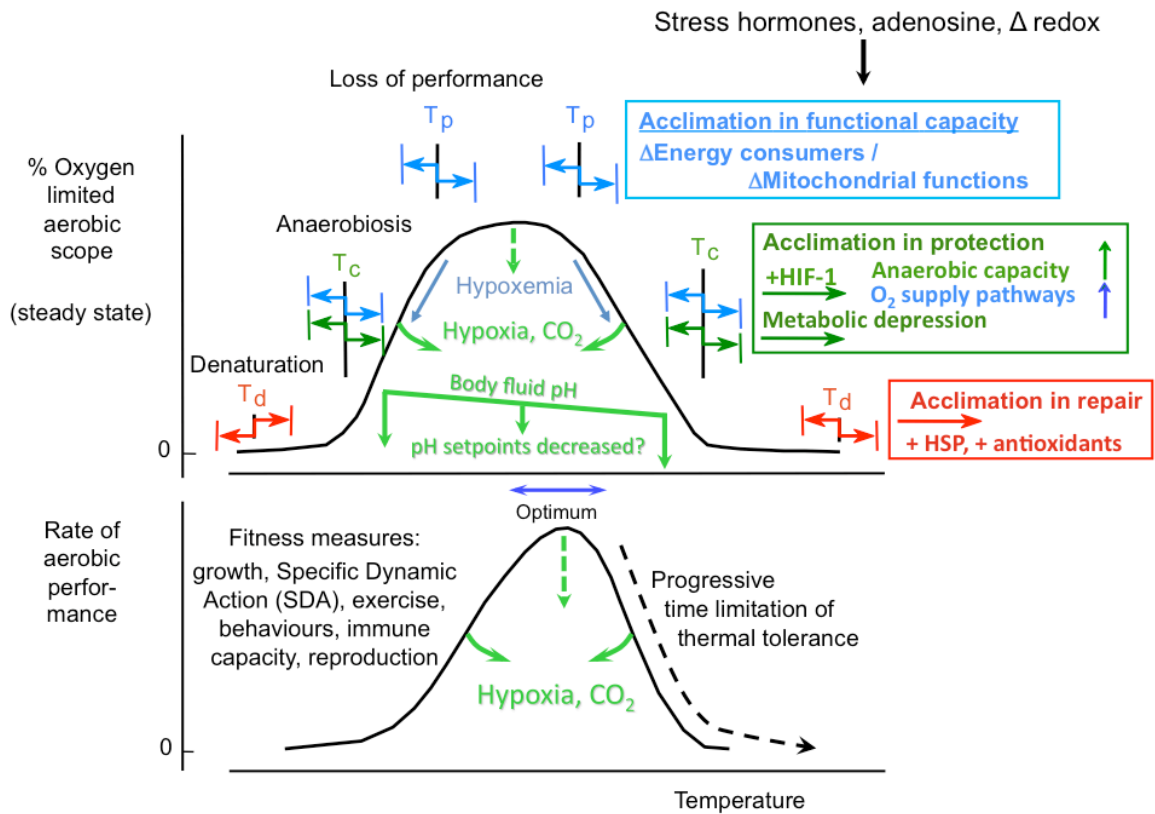 Stress hormones, adenosine, Δ redox
Loss of performance
Tp
Tp
Acclimation in functional capacity
ΔEnergy consumers /
ΔMitochondrial functions
% Oxygen
limited
aerobic
scope
(steady state)
Anaerobiosis
Tc
Tc
Hypoxemia
Hypoxia, CO2
Acclimation in protection
+HIF-1
Anaerobic capacity
O2 supply pathways
Metabolic depression
Denaturation
Td
Td
Body fluid pH
pH setpoints decreased?
Acclimation in repair
+ HSP, + antioxidants
0
Optimum
Rate of
aerobic
perfor-
mance
Fitness measures:
growth, Specific Dynamic
Action (SDA), exercise,
behaviours, immune
capacity, reproduction
Progressive
time limitation of
thermal tolerance
Hypoxia, CO2
0
Temperature